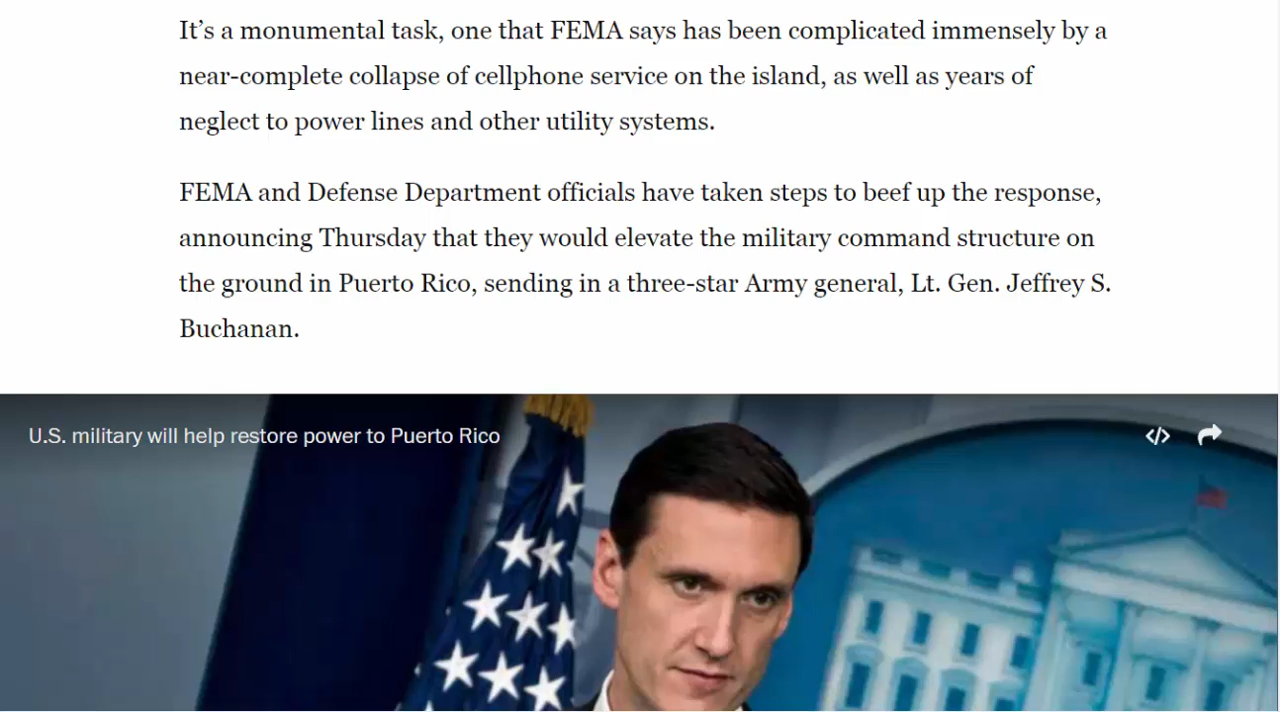 It’s a monumental task, one that FEMA says has been complicated immensely by a
near-complete collapse of cellphone service on the island, as well as years of
neglect to power lines and other utility systems.
FEMA and Defense Department officials have taken steps to beef up the response,
announcing Thursday that they would elevate the military command structure on
the ground in Puerto Rico, sending in a three-star Army general, Lt. Gen. Jeffrey S.
Buchanan.
U.S. military will help restore power to Puerto Rico